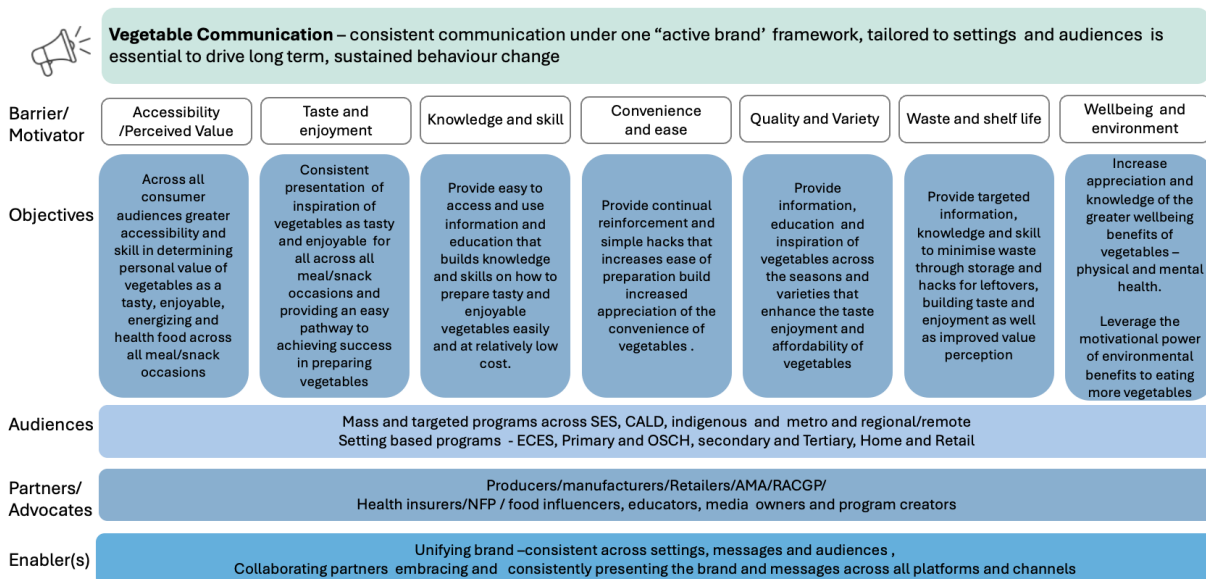 Vegetable Communication – consistent communication under one “active brand’ framework, tailored to settings and audiences is
essential to drive long term, sustained behaviour change
Barrier/
Motivator
Accessibility
/Perceived Value
Taste and
enjoyment
Knowledge and skill
Convenience
and ease
Quality and Variety
Waste and shelf life
Wellbeing and
environment
Objectives
Across all
consumer
audiences greater
accessibility and
skill in determining
personal value of
vegetables as a
tasty, enjoyable,
energizing and
health food across
all meal/snack
occasions
Consistent
presentation of
inspiration of
vegetables as tasty
and enjoyable for
all across all
meal/snack
occasions and
providing an easy
pathway to
achieving success
in preparing
vegetables
Provide easy to
access and use
information and
education that
builds knowledge
and skills on how to
prepare tasty and
enjoyable
vegetables easily
and at relatively low
cost.
Provide continual
reinforcement and
simple hacks that
increases ease of
preparation build
increased
appreciation of the
convenience of
vegetables .
Provide
information,
education and
inspiration of
vegetables across
the seasons and
varieties that
enhance the taste
enjoyment and
affordability of
vegetables
Provide targeted
information,
knowledge and skill
to minimise waste
through storage and
hacks for leftovers,
building taste and
enjoyment as well
as improved value
perception
Increase
appreciation and
knowledge of the
greater wellbeing
benefits of
vegetables –
physical and mental
health.
Leverage the
motivational power
of environmental
benefits to eating
more vegetables
Audiences
Mass and targeted programs across SES, CALD, indigenous and metro and regional/remote
Setting based programs - ECES, Primary and OSCH, secondary and Tertiary, Home and Retail
Partners/
Advocates
Producers/manufacturers/Retailers/AMA/RACGP/
Health insurers/NFP / food influencers, educators, media owners and program creators
Enabler(s)
Unifying brand –consistent across settings, messages and audiences ,
Collaborating partners embracing and consistently presenting the brand and messages across all platforms and channels